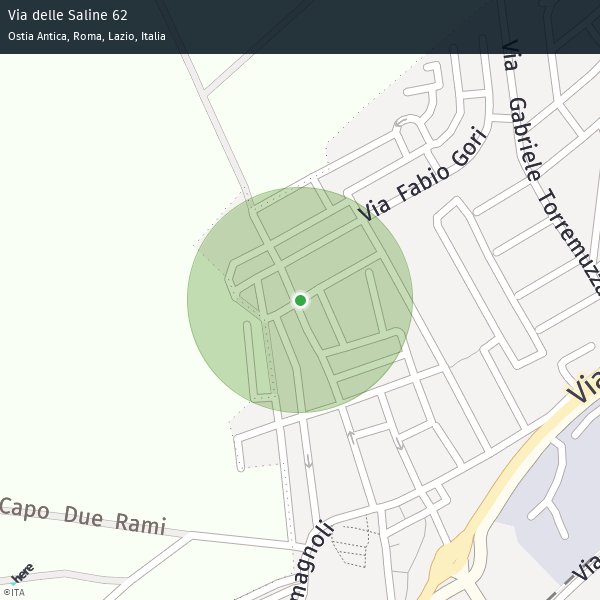 Via delle Saline 62
Ostia Antica, Roma, Lazio, Italia
Via Gabriele Torremuzza
Via Fabio Gori
Via
Capo Due Rami
magnoli
Via
here
©ITA